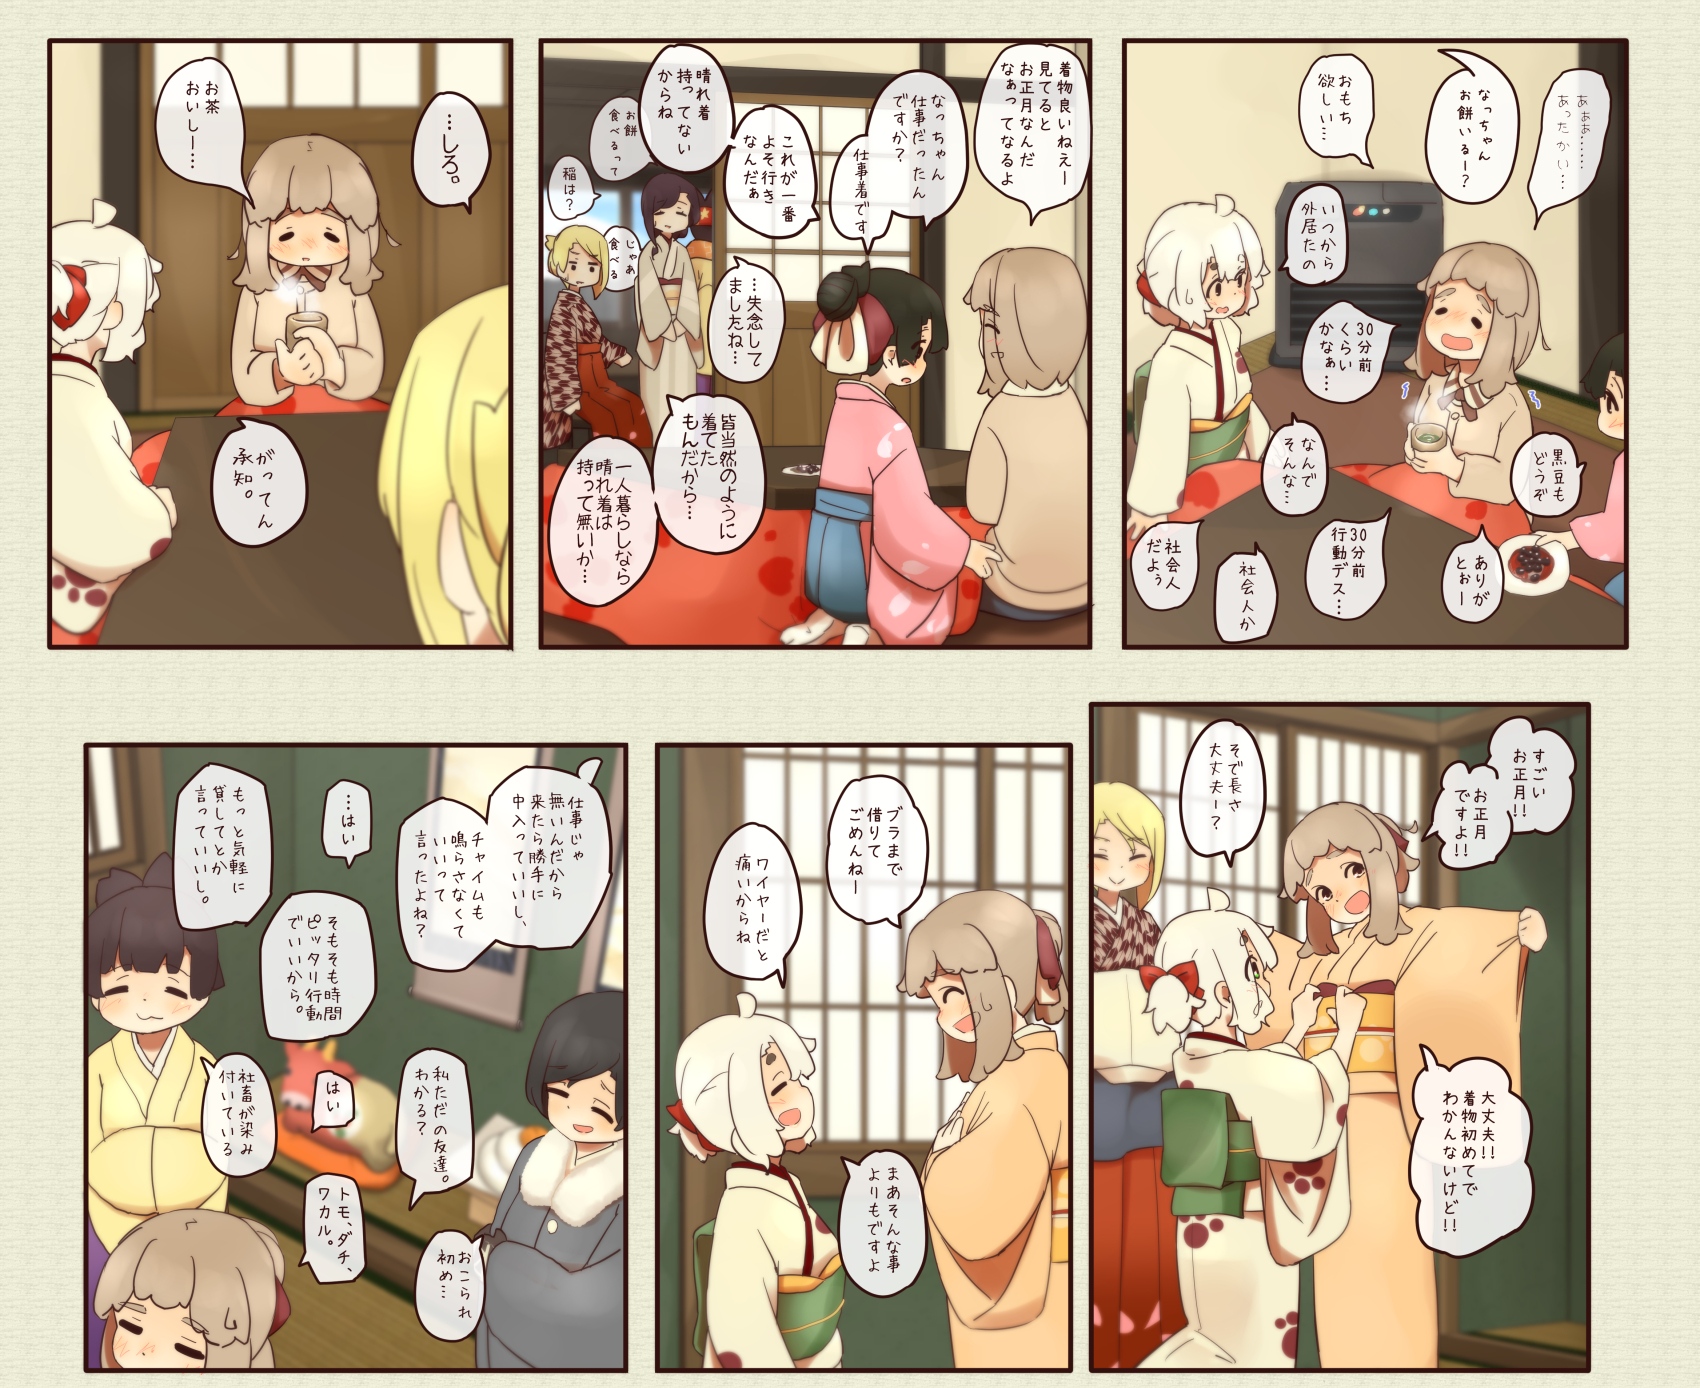 あぁぁ……
あったかい…
なっちゃん
お餅いる―？
おもち
欲しい…
いつから
外居たの
30分前
くらい
かなぁ…
黒豆も
どうぞ
ありが
とぉー
なんで
そんな…
30分前
行動デス…
社会人か
社会人
だよぅ
着物良いねえー
見てると
お正月なんだ
なぁってなるよ
なっちゃん
仕事だったん
ですか？
仕事着です
これが一番
よそ行き
なんだぁ
晴れ着
持ってない
からね
お餅
食べるって
稲は？
じゃあ
食べる
…失念して
ましたね…
皆当然のように
着てた
もんだから…
一人暮らしなら
晴れ着は
持って無いか…
…しろ。
お茶
おいしー…
がってん
承知。
すごい
お正月!!
お正月
ですよ!!
そで長さ
大丈夫ー？
大丈夫!!
着物初めてで
わかんないけど!!
ブラまで
借りて
ごめんねー
ワイヤーだと
痛いからね
まあそんな事
よりもですよ
仕事じゃ
無いんだから
来たら勝手に
中入っていいし、
チャイムも
鳴らさなくて
いいって
言ったよね？
…はい
もっと気軽に
貸してとか
言っていいし。
そもそも時間
ピッタリ行動
でいいから。
はい
社畜が染み
付いている
私ただの友達。
わかる？
トモ、ダチ、
ワカル。
おこられ
初め…